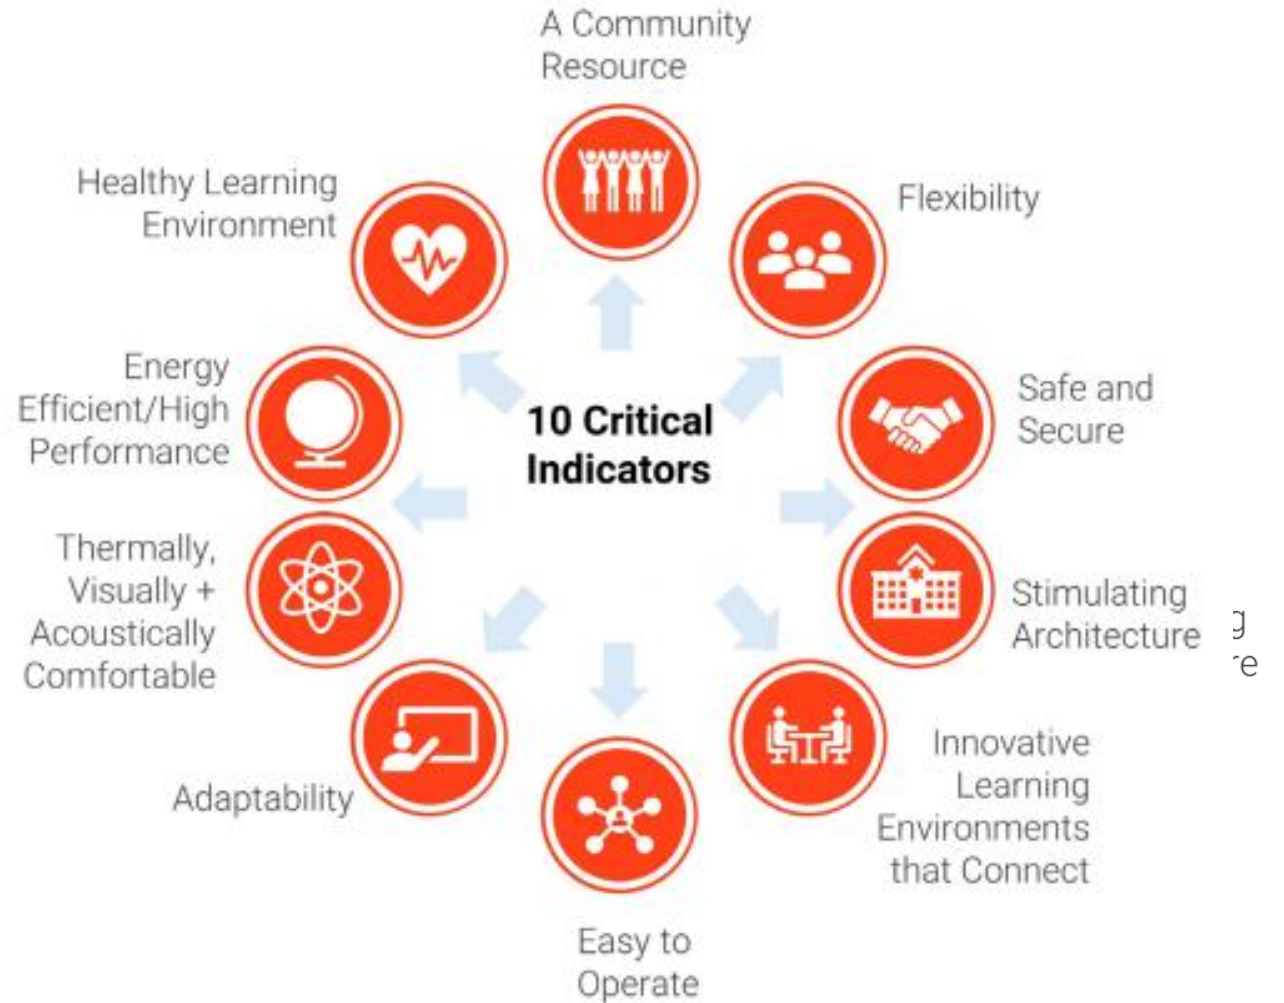 A Community
Resource
Flexibility
Safe and
Secure
Stimulating
Architecture
g
re
Innovative
Learning
Environments
that Connect
Easy to
Operate
Adaptability
Thermally,
Visually +
Acoustically
Comfortable
Energy
Efficient/High
Performance
Healthy Learning
Environment
10 Critical
Indicators